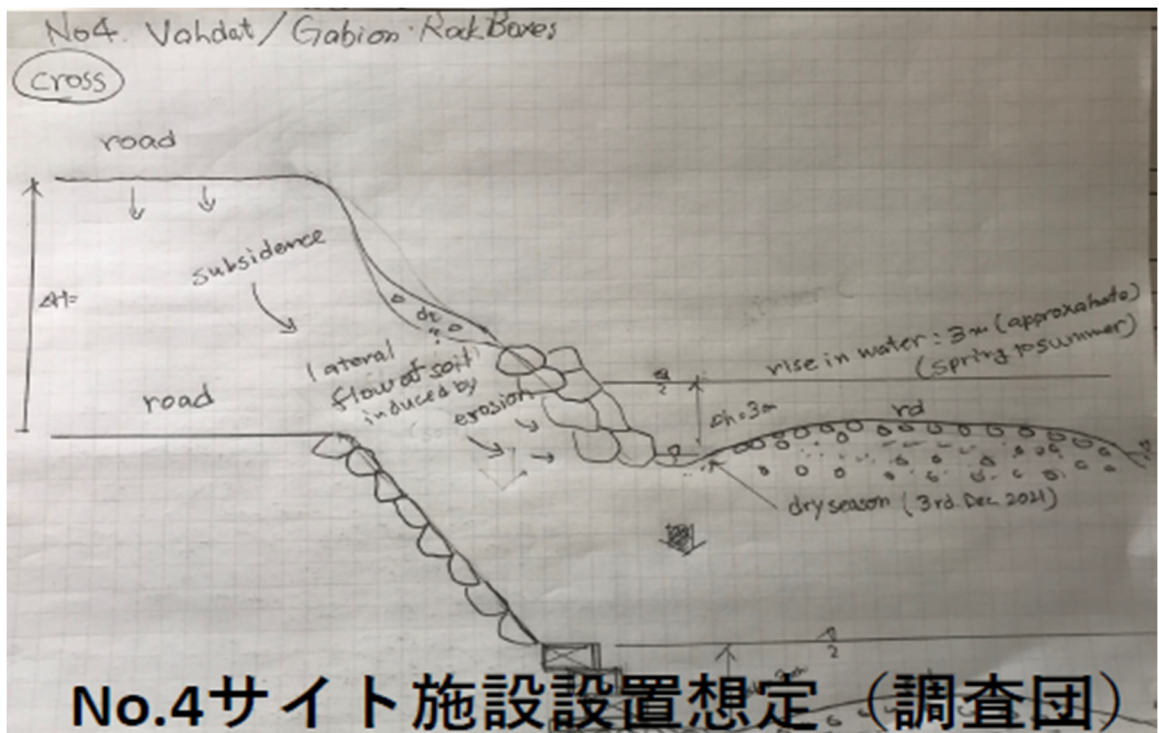 No4. Vahdat/Gabion・Rock Boxes
cross
road
subsidence
ΔH=
dt
lateral
flow of soil
induced by
erosion
rise in water: 3m (approxahate)
(spring to summer)
Δh=3m
rd
dry season (3rd. Dec 2021)
road
No.4サイト施設設置想定（調査団）